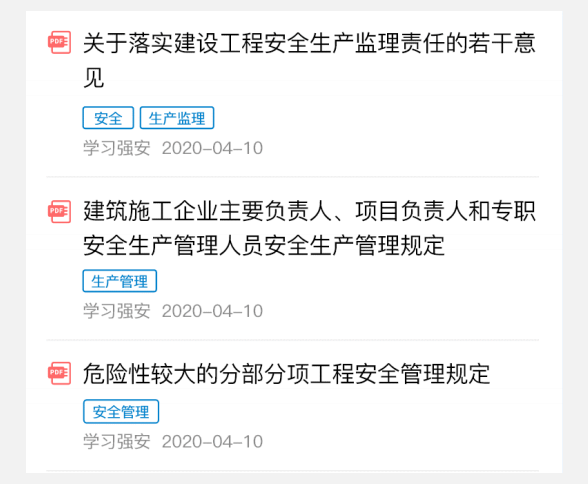 PDF 关于落实建设工程安全生产监理责任的若干意
见
安全 生产监理
学习强安 2020-04-10
PDF 建筑施工企业主要负责人、项目负责人和专职
安全生产管理人员安全生产管理规定
生产管理
学习强安 2020-04-10
PDF 危险性较大的分部分项工程安全管理规定
安全管理
学习强安 2020-04-10